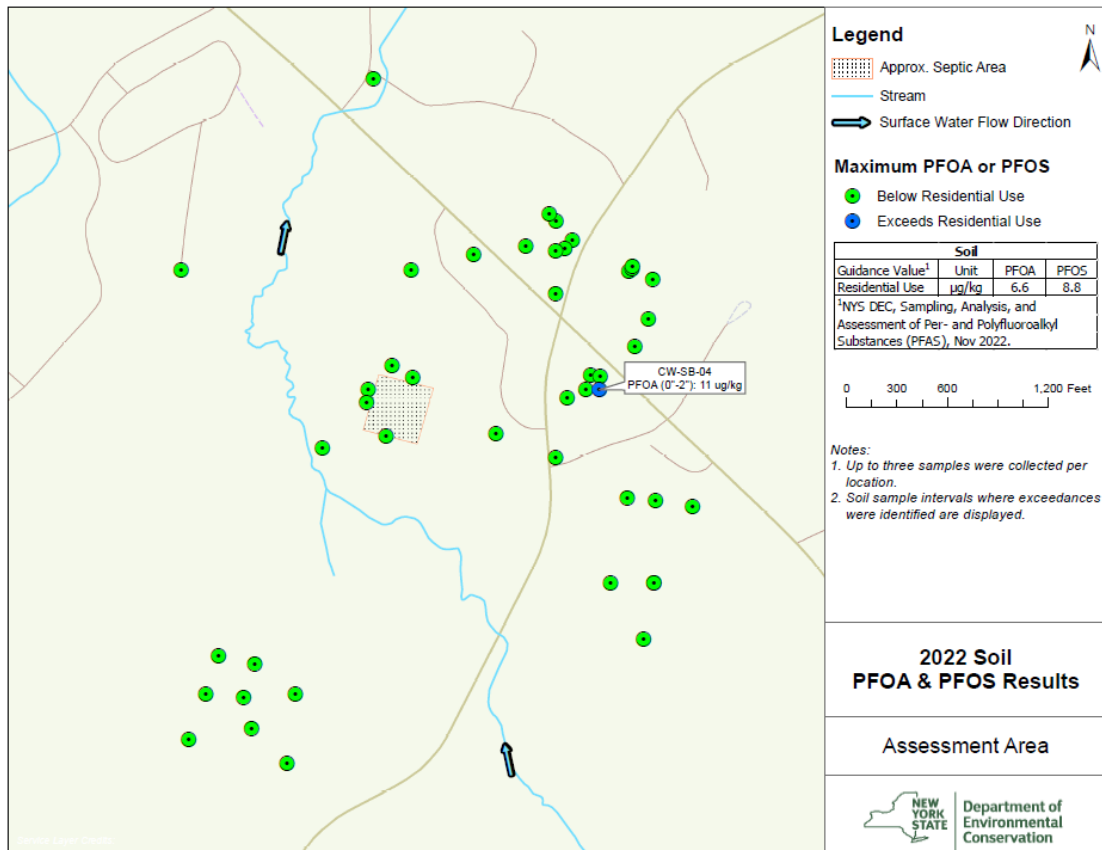 CW-SB-04
PFOA (0"-2"): 11 ug/kg
Legend
N
Approx. Septic Area
Stream
Surface Water Flow Direction
Maximum PFOA or PFOS
Below Residential Use
Exceeds Residential Use
Soil
Guidance Value¹ Unit PFOA PFOS
Residential Use µg/kg 6.6 8.8
¹NYS DEC, Sampling, Analysis, and
Assessment of Per- and Polyfluoroalkyl
Substances (PFAS), Nov 2022.
0 300 600 1,200 Feet
Notes:
1. Up to three samples were collected per
location.
2. Soil sample intervals where exceedances
were identified are displayed.
2022 Soil
PFOA & PFOS Results
Assessment Area
NEW
YORK
STATE
Department of
Environmental
Conservation